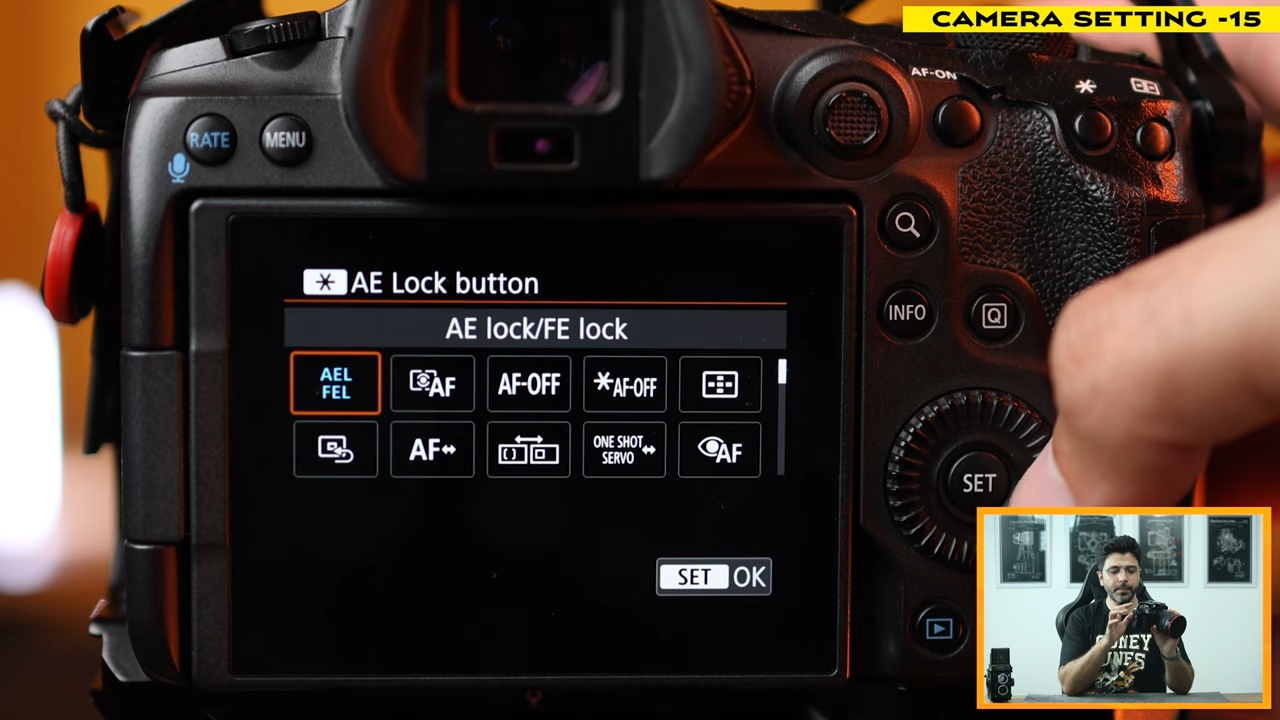 CAMERA SETTING -15
AF-ON
RATE
MENU
AE Lock button
AE lock/FE lock
AEL
FEL
AF
AF-OFF
AF-OFF
AF
ONE SHOT
SERVO
AF
INFO
Q
SET
SET OK
CONEY